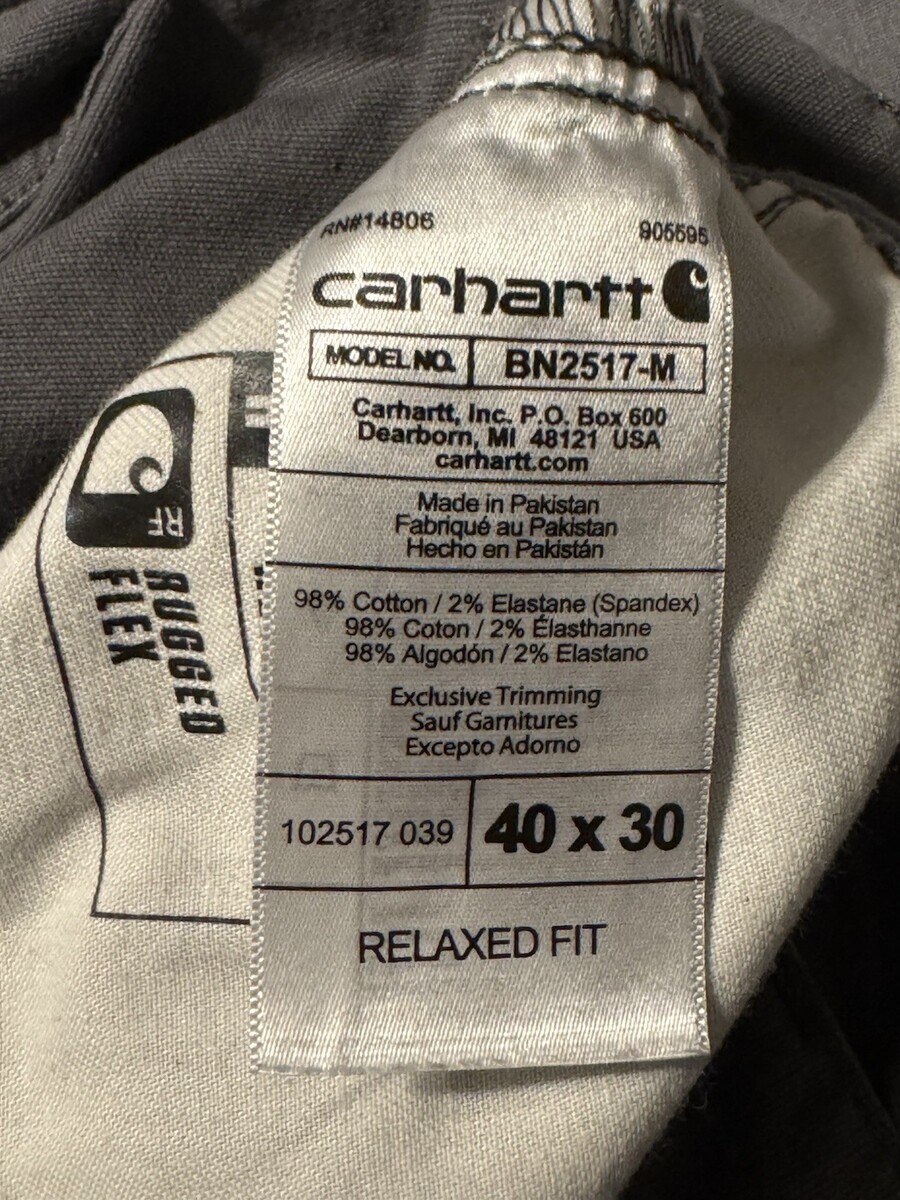 RN#14806 905595
carhartt
MODEL NO. BN2517-M
Carhartt, Inc. P.O. Box 600
Dearborn, MI 48121 USA
carhartt.com
Made in Pakistan
Fabriqué au Pakistan
Hecho en Pakistán
98% Cotton / 2% Elastane (Spandex)
98% Coton / 2% Élasthanne
98% Algodón / 2% Elastano
Exclusive Trimming
Sauf Garnitures
Excepto Adorno
102517 039 40 x 30
RELAXED FIT
RF
RUGGED
FLEX